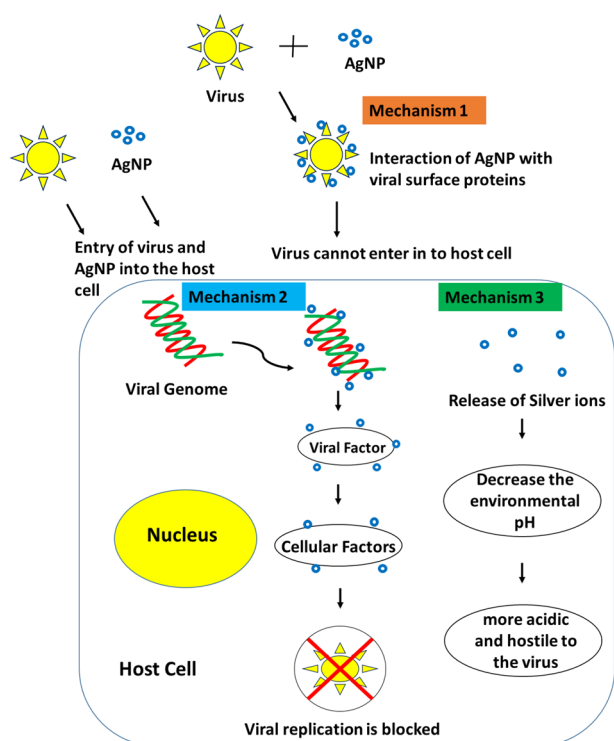 Virus
AgNP
Mechanism 1
Interaction of AgNP with
viral surface proteins
AgNP
Entry of virus and
AgNP into the host
cell
Virus cannot enter in to host cell
Mechanism 2
Mechanism 3
Viral Genome
Release of Silver ions
Viral Factor
Decrease the
environmental
pH
Nucleus
Cellular Factors
more acidic
and hostile to
the virus
Host Cell
Viral replication is blocked